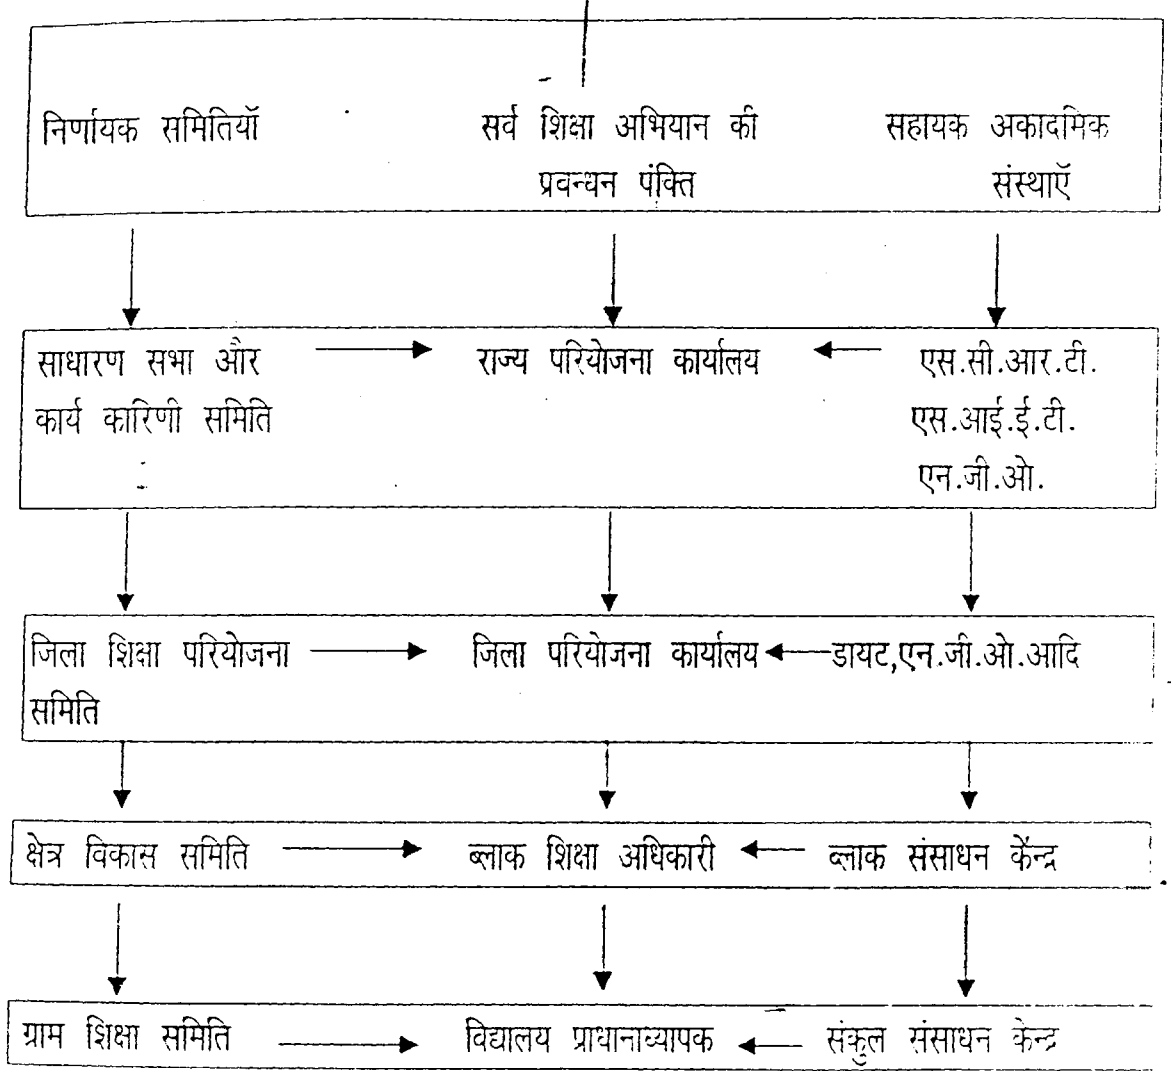 निर्णायक समितियॉ सर्व शिक्षा अभियान की सहायक अकादमिक
प्रवन्धन पंक्ति संस्थाऍ
साधारण सभा और राज्य परियोजना कार्यालय एस.सी.आर.टी.
कार्य कारिणी समिति एस.आई.ई.टी.
एन.जी.ओ.
जिला शिक्षा परियोजना जिला परियोजना कार्यालय डायट,एन.जी.ओ.आदि
समिति
क्षेत्र विकास समिति ब्लाक शिक्षा अधिकारी ब्लाक संसाधन केंन्द्र
ग्राम शिक्षा समिति विद्यालय प्राधानाध्यापक संकुल संसाधन केन्द्र